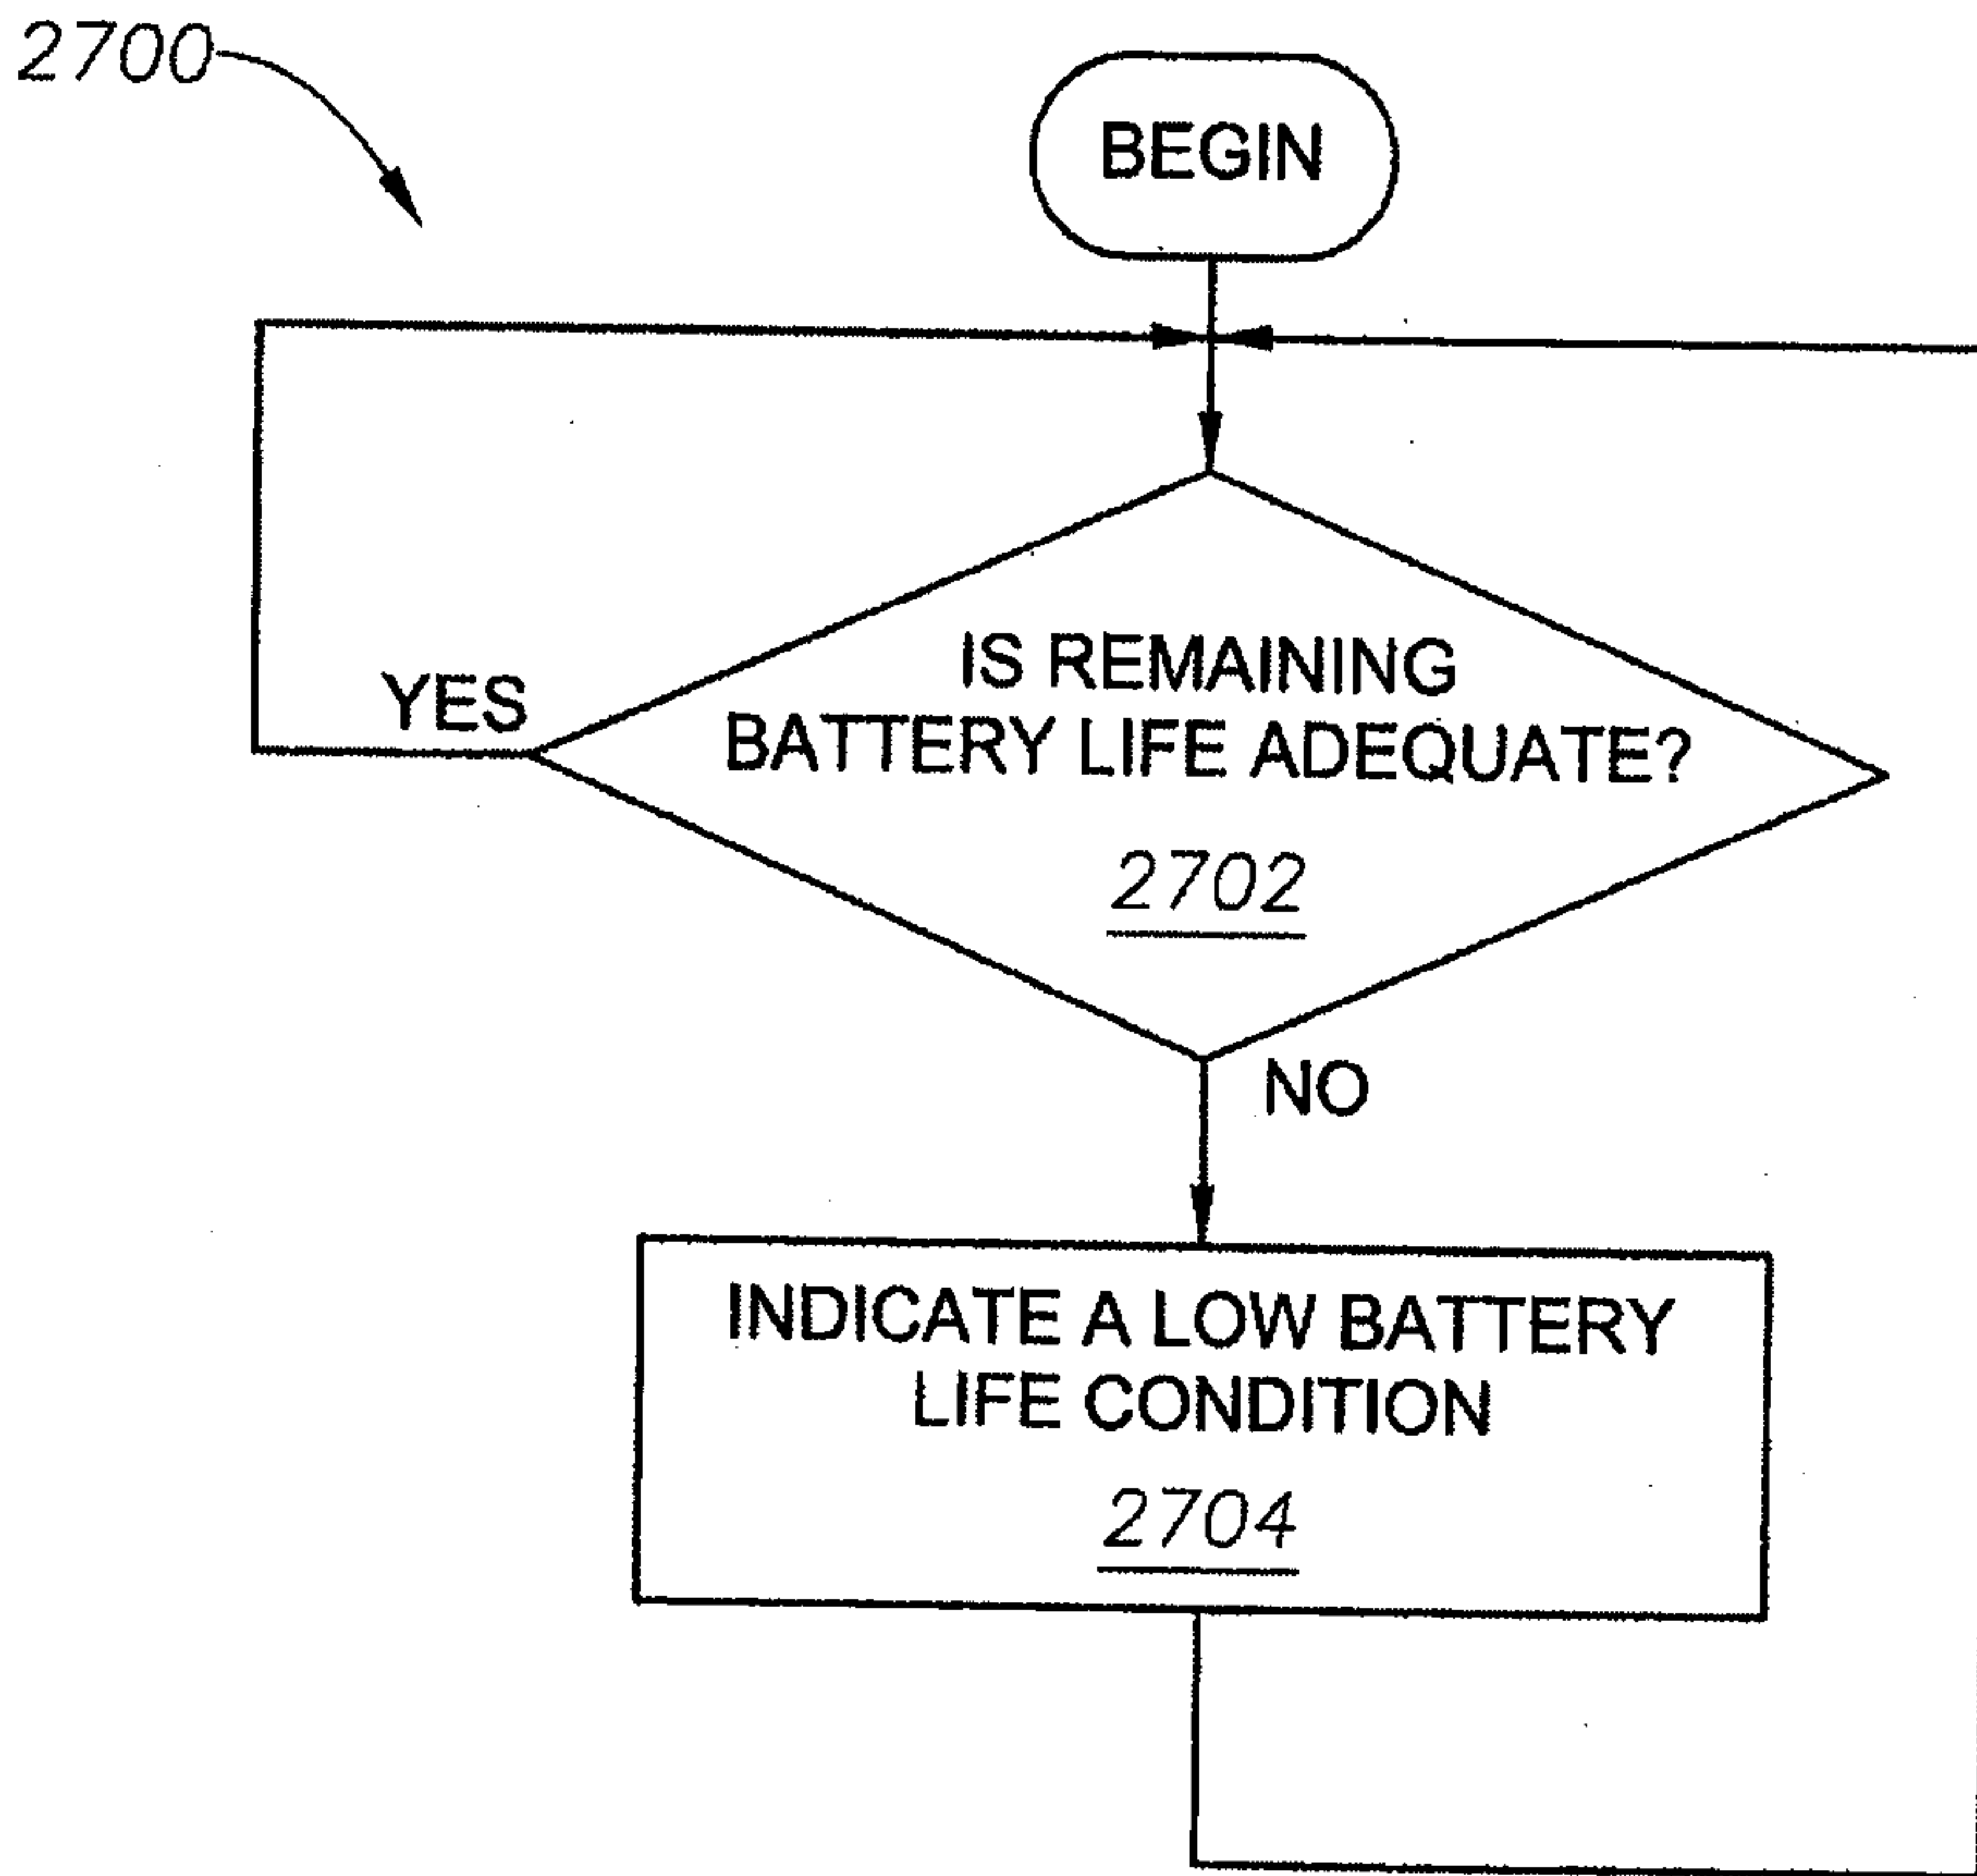 2700
BEGIN
YES
IS REMAINING
BATTERY LIFE ADEQUATE?
2702
NO
INDICATE A LOW BATTERY
LIFE CONDITION
2704